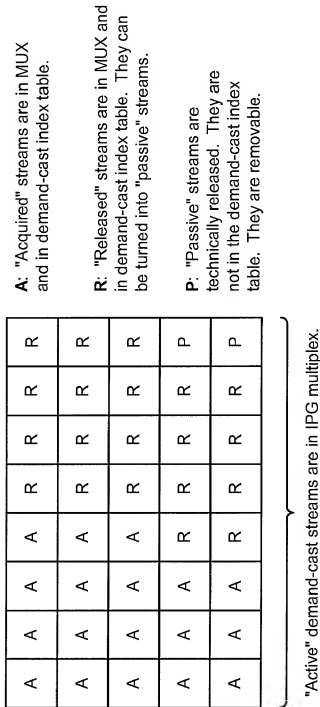 A A A A R R R R
A A A A R R R R
A A A A R R R R
A A A R R R R P
A A A R R R R P
"Active" demand-cast streams are in IPG multiplex.
A: "Acquired" streams are in MUX
and in demand-cast index table.
R: "Released" streams are in MUX and
in demand-cast index table. They can
be turned into "passive" streams.
P: "Passive" streams are
technically released. They are
not in the demand-cast index
table. They are removable.